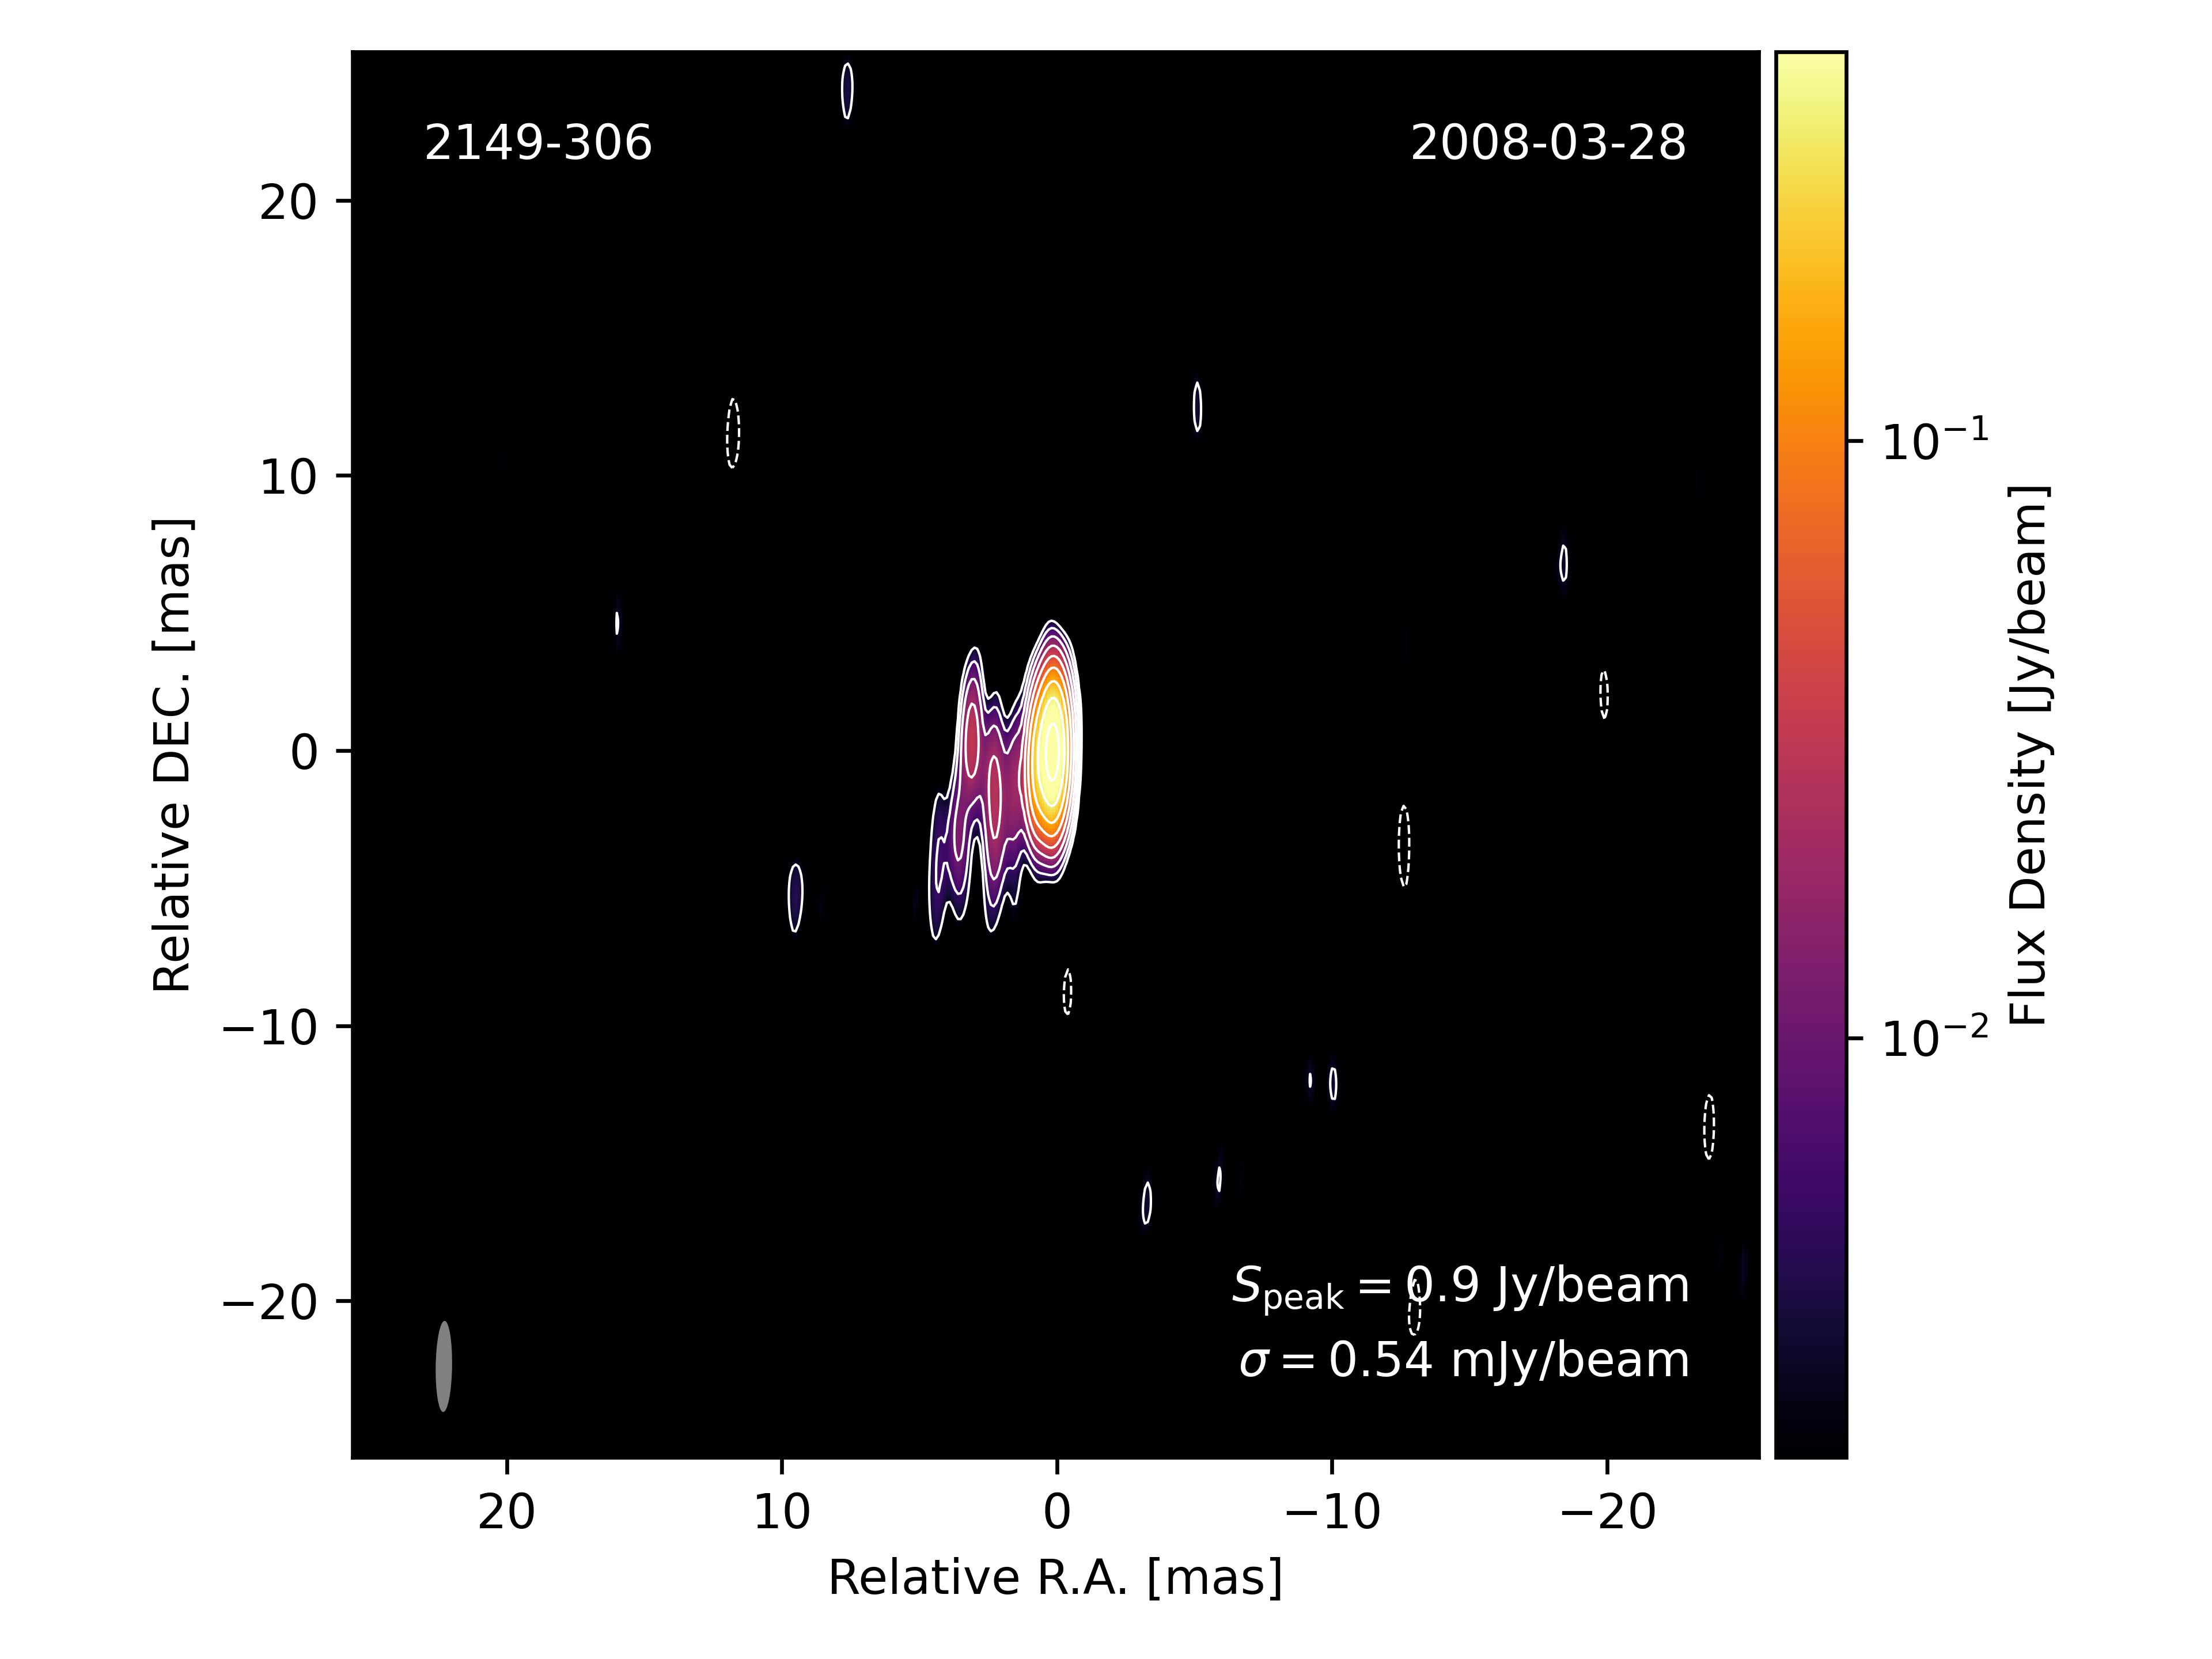 2149-306
2008-03-28
20
10
0
−10
−20
Relative DEC. [mas]
S_peak = 0.9 Jy/beam
σ = 0.54 mJy/beam
20
10
0
−10
−20
Relative R.A. [mas]
10⁻¹
10⁻²
Flux Density [Jy/beam]